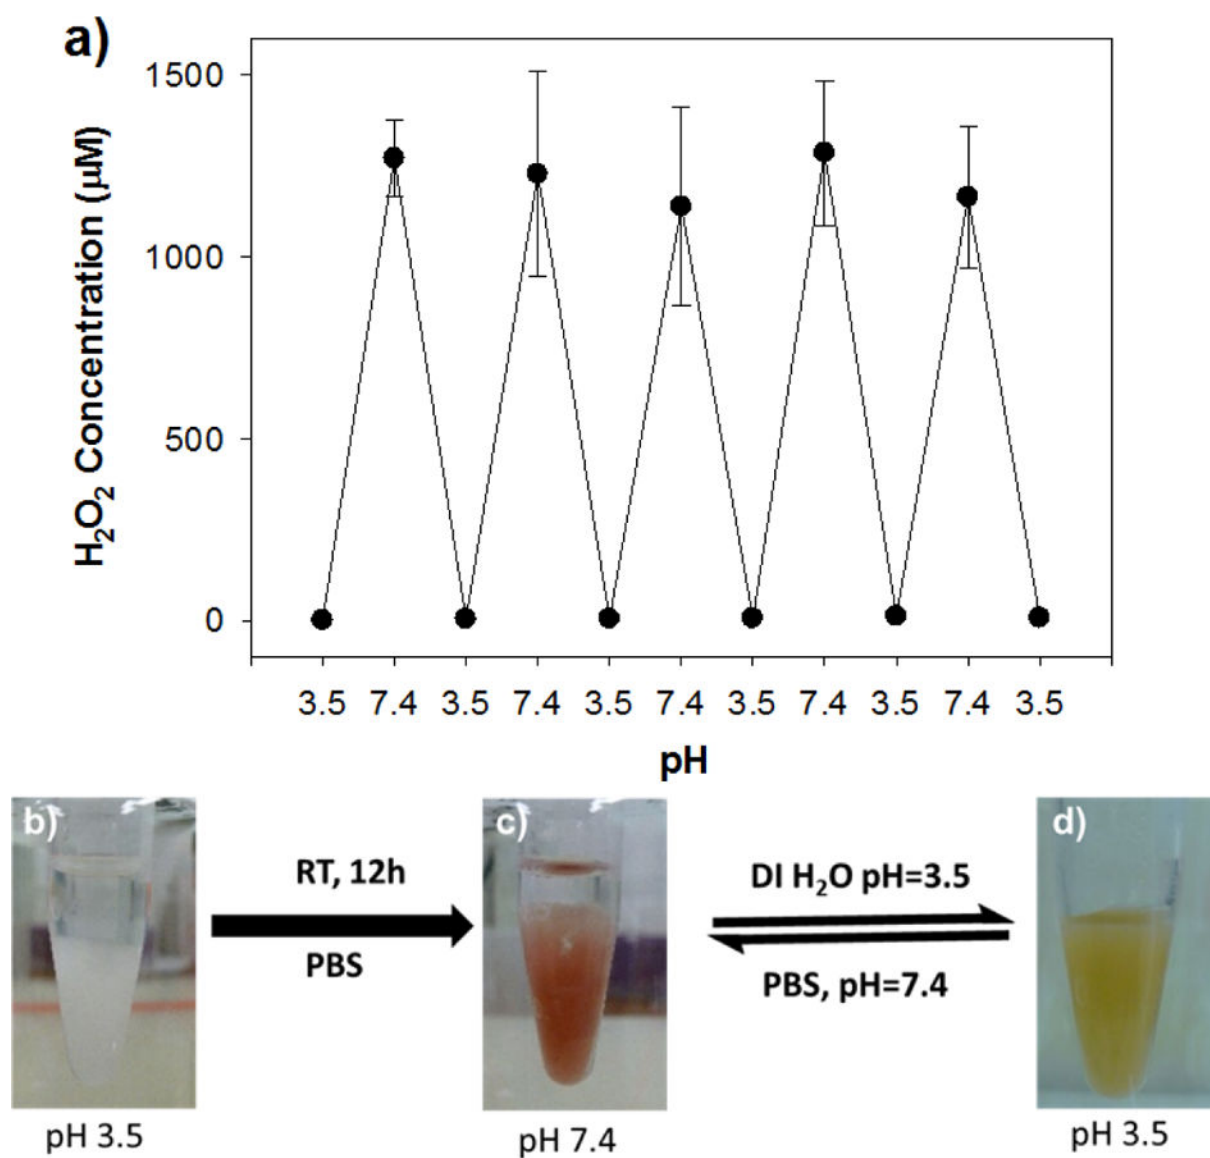 a)
H₂O₂ Concentration (μM)
1500
1000
500
0
3.5 7.4 3.5 7.4 3.5 7.4 3.5 7.4 3.5 7.4 3.5
pH
b)
RT, 12h
PBS
pH 3.5
c)
pH 7.4
DI H₂O pH=3.5
PBS, pH=7.4
d)
pH 3.5